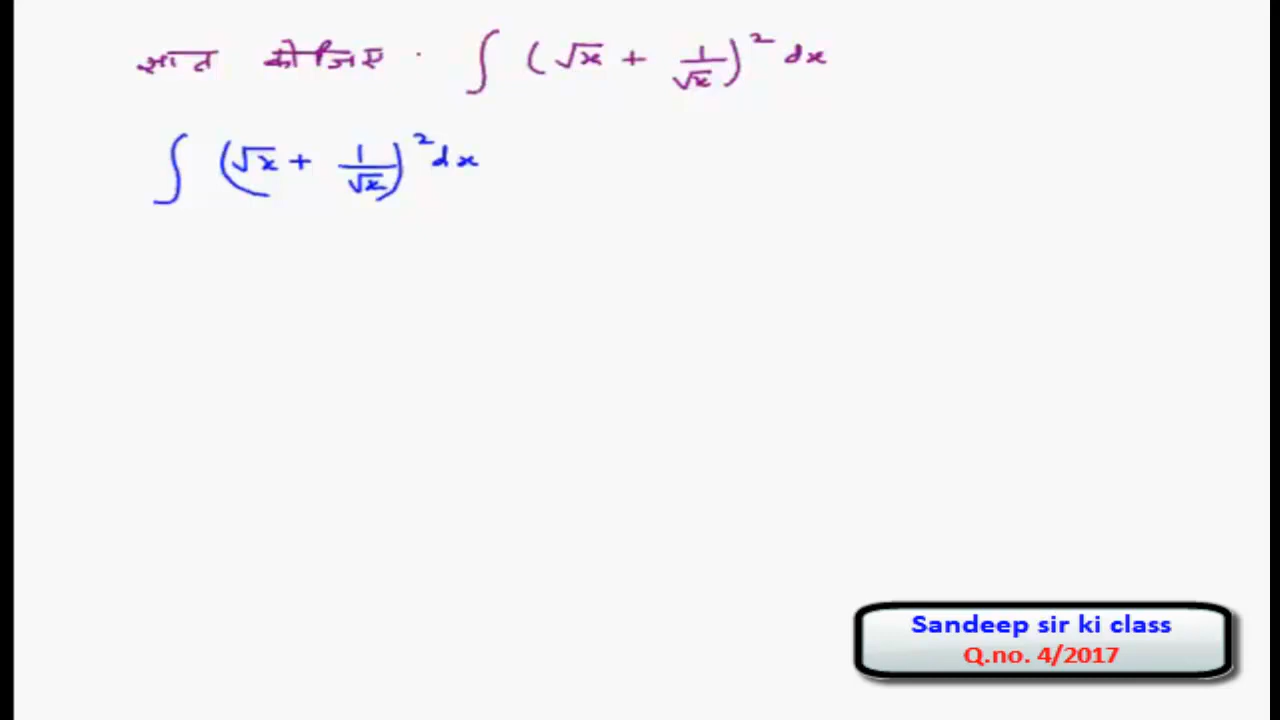 ज्ञात कीजिए. ∫ (√x + 1/√x)² dx
∫ (√x + 1/√x)² dx
Sandeep sir ki class
Q.no. 4/2017